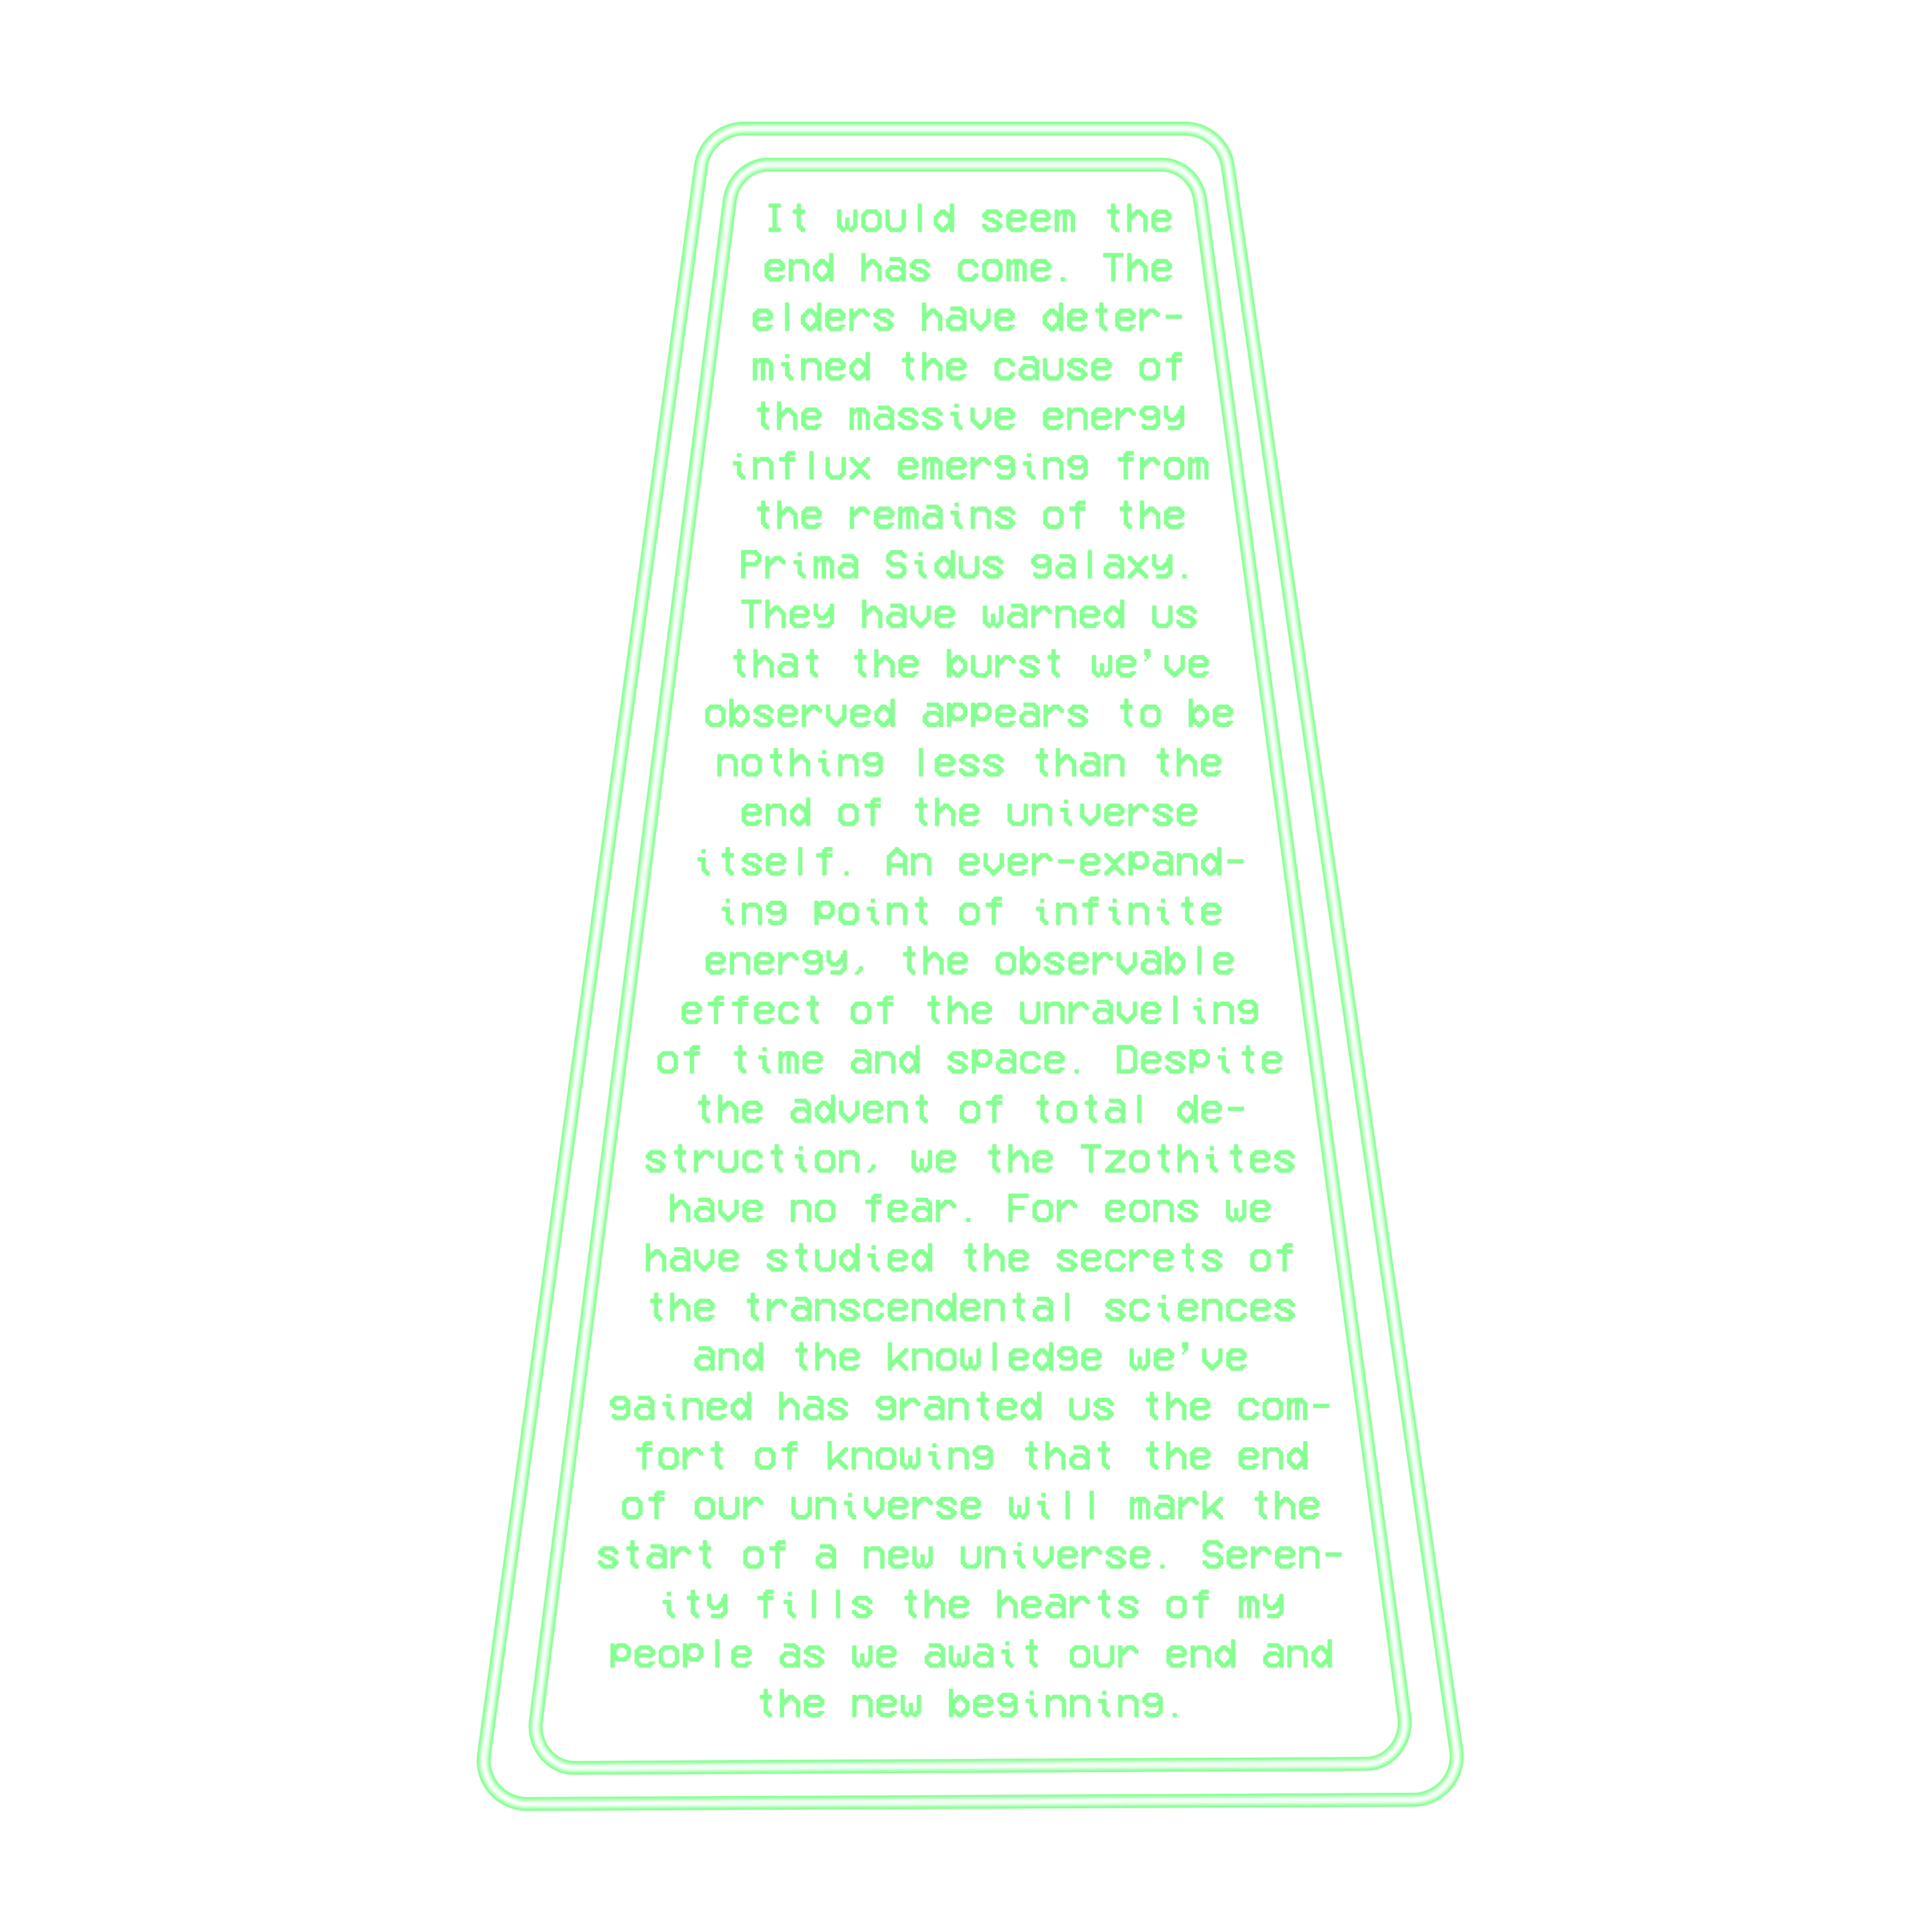 It would seem the
end has come. The
elders have deter-
mined the cause of
the massive energy
influx emerging from
the remains of the
Prima Sidus galaxy.
They have warned us
that the burst we've
observed appears to be
nothing less than the
end of the universe
itself. An ever-expand-
ing point of infinite
energy, the observable
effect of the unraveling
of time and space. Despite
the advent of total de-
struction, we the Tzothites
have no fear. For eons we
have studied the secrets of
the transcendental sciences
and the knowledge we've
gained has granted us the com-
fort of knowing that the end
of our universe will mark the
start of a new universe. Seren-
ity fills the hearts of my
people as we await our end and
the new beginning.